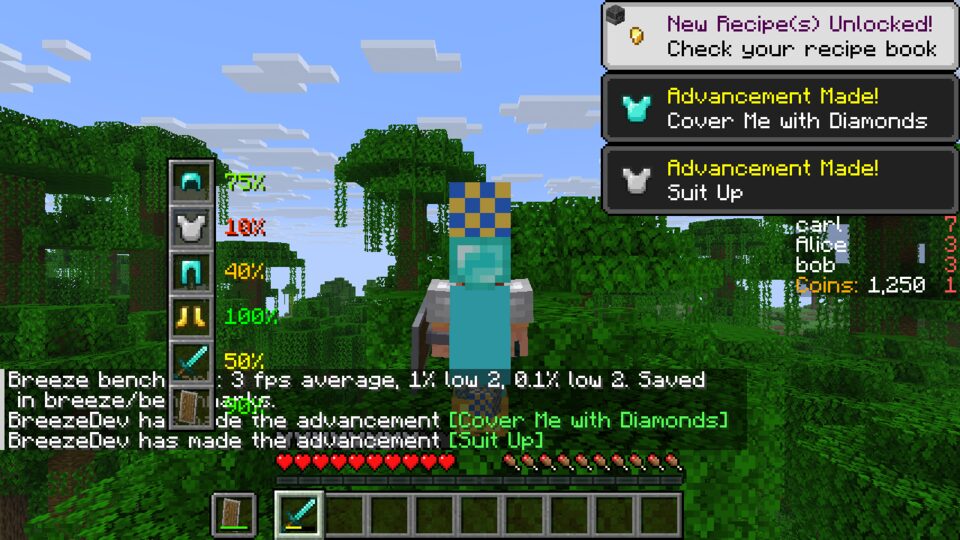 New Recipe(s) Unlocked!
Check your recipe book
Advancement Made!
Cover Me with Diamonds
Advancement Made!
Suit Up
carl 7
Alice 3
bob 3
Coins: 1,250 1
75%
10%
40%
100%
50%
90%
Breeze bench : 3 fps average, 1% low 2, 0.1% low 2. Saved
in breeze/be arks.
BreezeDev ha de the advancement [Cover Me with Diamonds]
BreezeDev has made the advancement [Suit Up]